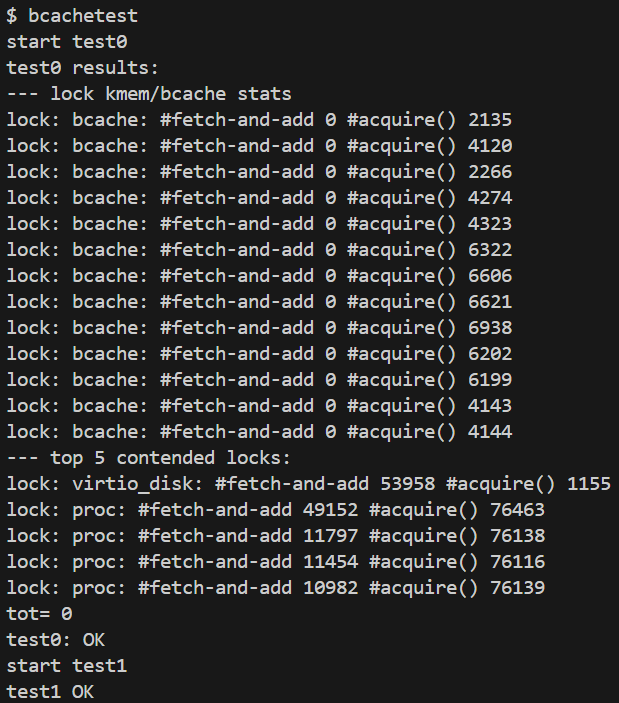 $ bcachetest
start test0
test0 results:
--- lock kmem/bcache stats
lock: bcache: #fetch-and-add 0 #acquire() 2135
lock: bcache: #fetch-and-add 0 #acquire() 4120
lock: bcache: #fetch-and-add 0 #acquire() 2266
lock: bcache: #fetch-and-add 0 #acquire() 4274
lock: bcache: #fetch-and-add 0 #acquire() 4323
lock: bcache: #fetch-and-add 0 #acquire() 6322
lock: bcache: #fetch-and-add 0 #acquire() 6606
lock: bcache: #fetch-and-add 0 #acquire() 6621
lock: bcache: #fetch-and-add 0 #acquire() 6938
lock: bcache: #fetch-and-add 0 #acquire() 6202
lock: bcache: #fetch-and-add 0 #acquire() 6199
lock: bcache: #fetch-and-add 0 #acquire() 4143
lock: bcache: #fetch-and-add 0 #acquire() 4144
--- top 5 contended locks:
lock: virtio_disk: #fetch-and-add 53958 #acquire() 1155
lock: proc: #fetch-and-add 49152 #acquire() 76463
lock: proc: #fetch-and-add 11797 #acquire() 76138
lock: proc: #fetch-and-add 11454 #acquire() 76116
lock: proc: #fetch-and-add 10982 #acquire() 76139
tot= 0
test0: OK
start test1
test1 OK